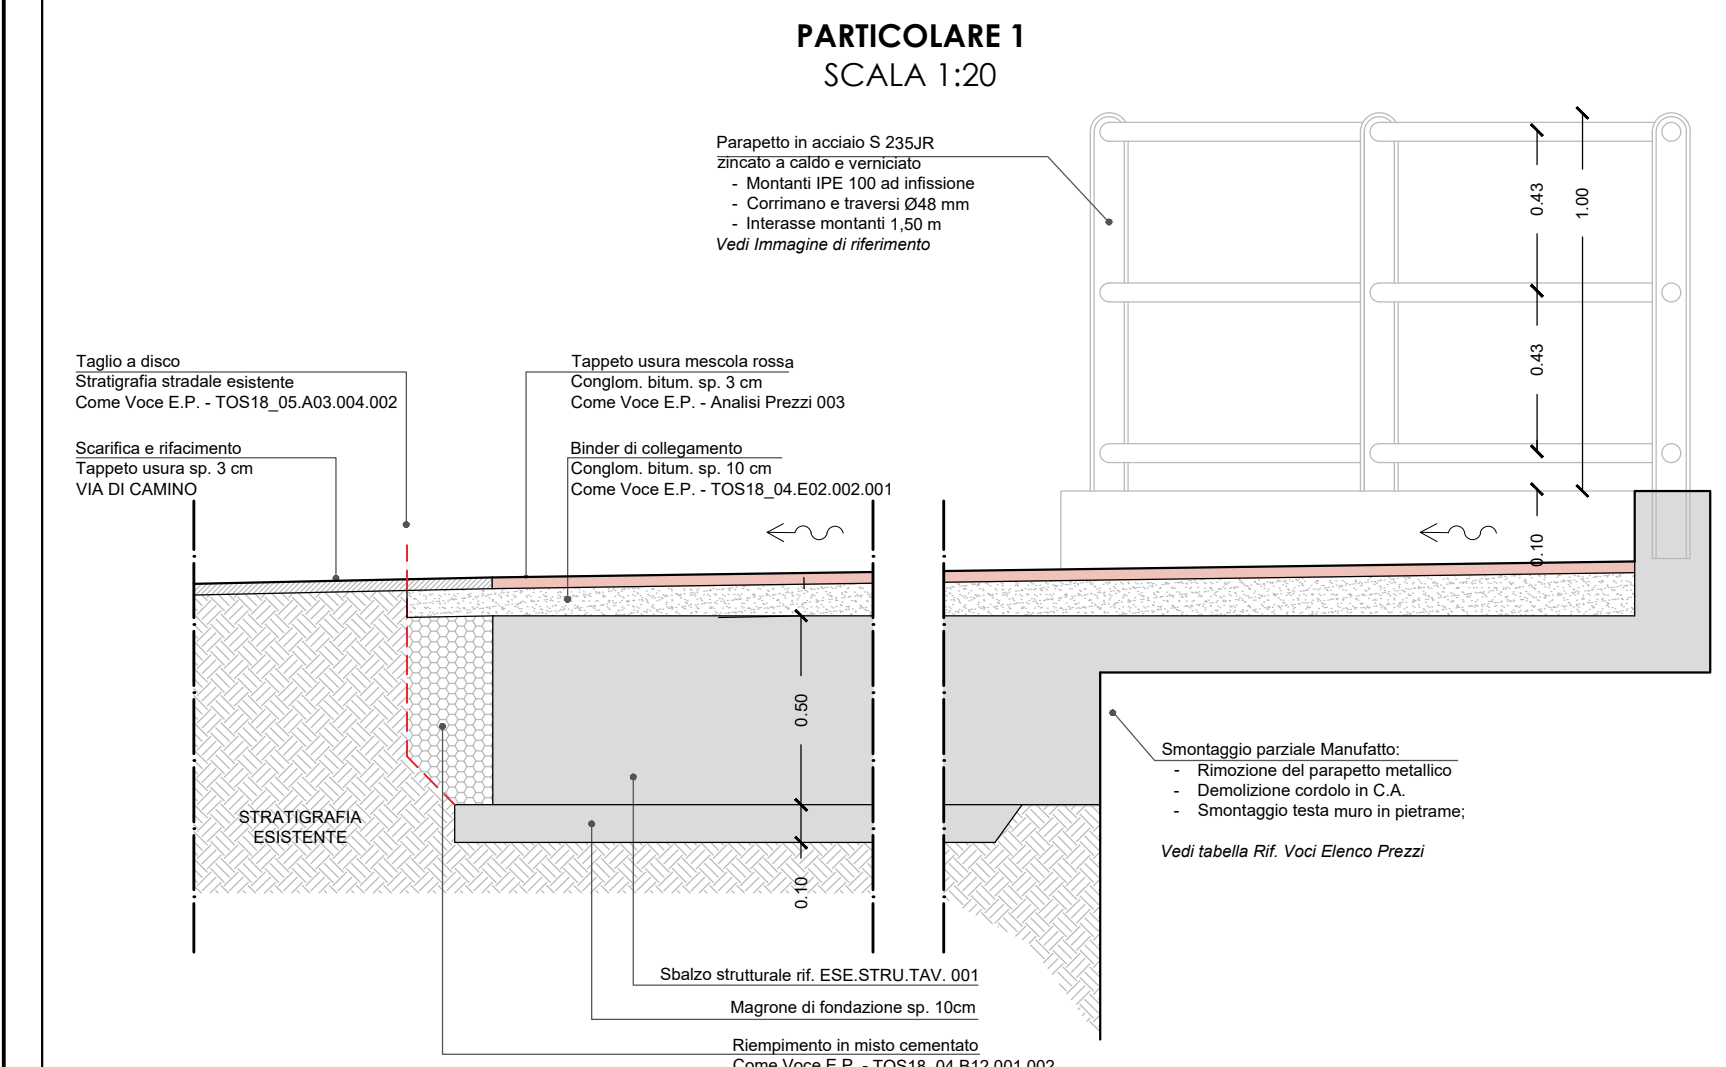 PARTICOLARE 1
SCALA 1:20
Parapetto in acciaio S 235JR
zincato a caldo e verniciato
- Montanti IPE 100 ad infissione
- Corrimano e traversi Ø48 mm
- Interasse montanti 1,50 m
Vedi Immagine di riferimento
0.43
1.00
0.43
0.10
Taglio a disco
Stratigrafia stradale esistente
Come Voce E.P. - TOS18_05.A03.004.002
Tappeto usura mescola rossa
Conglom. bitum. sp. 3 cm
Come Voce E.P. - Analisi Prezzi 003
Scarifica e rifacimento
Tappeto usura sp. 3 cm
VIA DI CAMINO
Binder di collegamento
Conglom. bitum. sp. 10 cm
Come Voce E.P. - TOS18_04.E02.002.001
0.50
0.10
STRATIGRAFIA
ESISTENTE
Smontaggio parziale Manufatto:
- Rimozione del parapetto metallico
- Demolizione cordolo in C.A.
- Smontaggio testa muro in pietrame;
Vedi tabella Rif. Voci Elenco Prezzi
Sbalzo strutturale rif. ESE.STRU.TAV. 001
Magrone di fondazione sp. 10cm
Riempimento in misto cementato
Come Voce E.P. - TOS18_04.B12.001.002